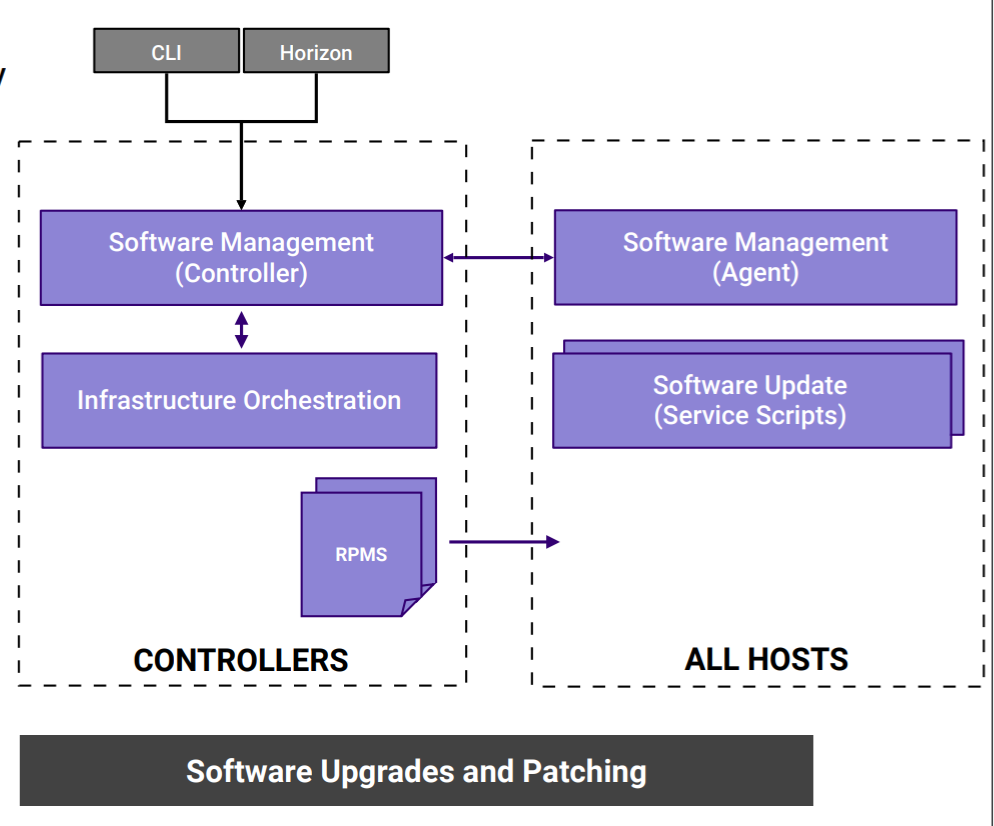 CLI
Horizon
Software Management
(Controller)
Software Management
(Agent)
Infrastructure Orchestration
Software Update
(Service Scripts)
RPMS
CONTROLLERS
ALL HOSTS
Software Upgrades and Patching